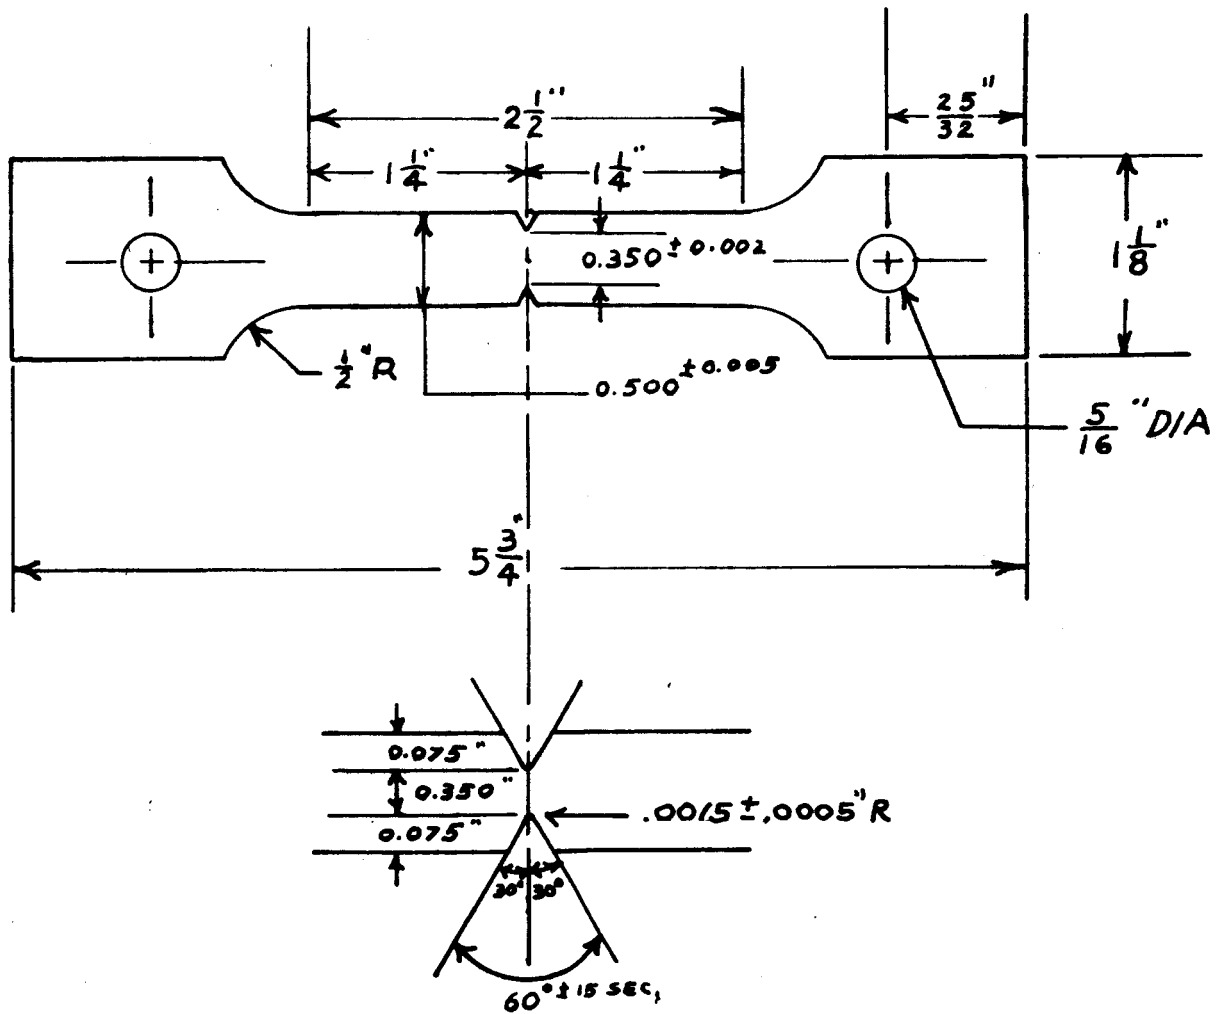 2 1/2"
25/32"
1 1/4"
1 1/4"
0.350 ± 0.002
1 1/8"
1/2" R
0.500 ± 0.005
5/16" DIA
5 3/4"
0.075"
0.350"
.0015 ± .0005" R
0.075"
30° 30°
60° ± 15 SEC.